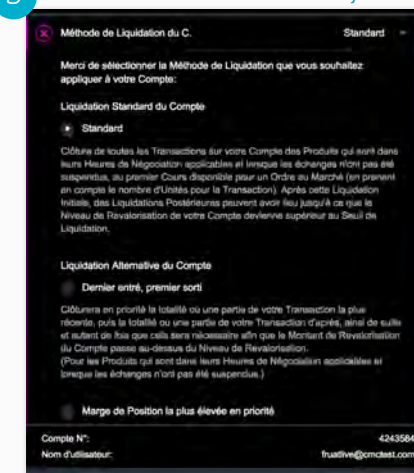 Méthode de Liquidation du C. Standard
Merci de sélectionner la Méthode de Liquidation que vous souhaitez
appliquer à votre Compte:
Liquidation Standard du Compte
Standard
Clôture de toutes les Transactions sur votre Compte des Produits qui sont dans
leurs Heures de Négociation applicables et lorsque les échanges n'ont pas été
suspendus, au premier Cours disponible pour un Ordre au Marché (en prenant
en compte le nombre d'Unités pour la Transaction). Après cette Liquidation
Initiale, des Liquidations Postérieures peuvent avoir lieu jusqu'à ce que le
Niveau de Revalorisation de votre Compte devienne supérieur au Seuil de
Liquidation.
Liquidation Alternative du Compte
Dernier entré, premier sorti
Clôturera en priorité la totalité ou une partie de votre Transaction la plus
récente, puis la totalité ou une partie de votre Transaction d'après, ainsi de suite
et autant de fois que cela sera nécessaire afin que le Montant de Revalorisation
du Compte passe au-dessus du Niveau de Revalorisation.
(Pour les Produits qui sont dans leurs Heures de Négociation applicables et
lorsque les échanges n'ont pas été suspendus.)
Marge de Position la plus élevée en priorité
Compte N°: 4243584
Nom d'utilisateur: fruatlive@cmctest.com